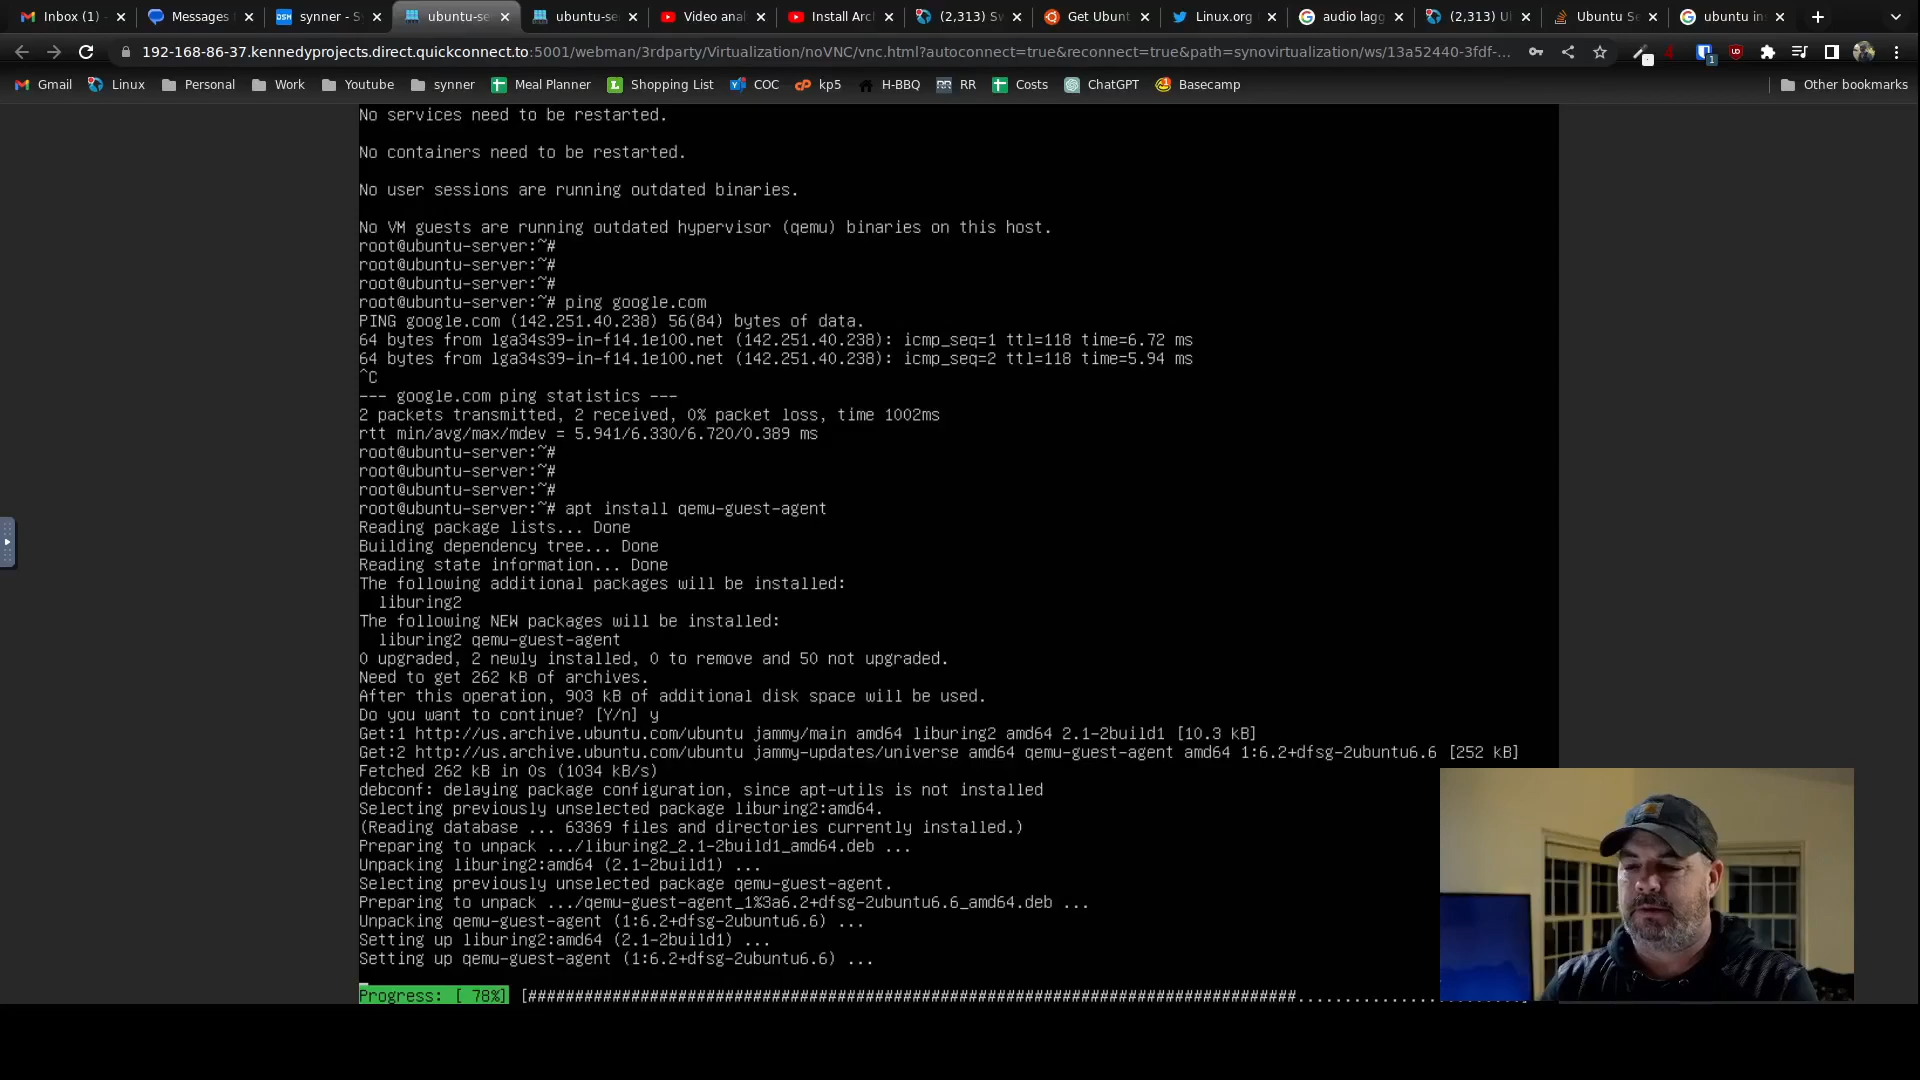 Inbox (1)
Messages
synner - S
ubuntu-se
ubuntu-se
Video anal
Install Arc
(2,313) Sw
Get Ubunt
Linux.org
audio lagg
(2,313) U
Ubuntu Se
ubuntu in
192-168-86-37.kennedyprojects.direct.quickconnect.to:5001/webman/3rdparty/Virtualization/noVNC/vnc.html?autoconnect=true&reconnect=true&path=synovirtualization/ws/13a52440-3fdf-...
Gmail Linux Personal Work Youtube synner Meal Planner Shopping List COC kp5 H-BBQ RR Costs ChatGPT Basecamp Other bookmarks
No services need to be restarted.
No containers need to be restarted.
No user sessions are running outdated binaries.
No VM guests are running outdated hypervisor (qemu) binaries on this host.
root@ubuntu-server:~#
root@ubuntu-server:~#
root@ubuntu-server:~#
root@ubuntu-server:~# ping google.com
PING google.com (142.251.40.238) 56(84) bytes of data.
64 bytes from lga34s39-in-f14.1e100.net (142.251.40.238): icmp_seq=1 ttl=118 time=6.72 ms
64 bytes from lga34s39-in-f14.1e100.net (142.251.40.238): icmp_seq=2 ttl=118 time=5.94 ms
^C
--- google.com ping statistics ---
2 packets transmitted, 2 received, 0% packet loss, time 1002ms
rtt min/avg/max/mdev = 5.941/6.330/6.720/0.389 ms
root@ubuntu-server:~#
root@ubuntu-server:~#
root@ubuntu-server:~#
root@ubuntu-server:~# apt install qemu-guest-agent
Reading package lists... Done
Building dependency tree... Done
Reading state information... Done
The following additional packages will be installed:
liburing2
The following NEW packages will be installed:
liburing2 qemu-guest-agent
0 upgraded, 2 newly installed, 0 to remove and 50 not upgraded.
Need to get 262 kB of archives.
After this operation, 903 kB of additional disk space will be used.
Do you want to continue? [Y/n] y
Get:1 http://us.archive.ubuntu.com/ubuntu jammy/main amd64 liburing2 amd64 2.1-2build1 [10.3 kB]
Get:2 http://us.archive.ubuntu.com/ubuntu jammy-updates/universe amd64 qemu-guest-agent amd64 1:6.2+dfsg-2ubuntu6.6 [252 kB]
Fetched 262 kB in 0s (1034 kB/s)
debconf: delaying package configuration, since apt-utils is not installed
Selecting previously unselected package liburing2:amd64.
(Reading database ... 63369 files and directories currently installed.)
Preparing to unpack .../liburing2_2.1-2build1_amd64.deb ...
Unpacking liburing2:amd64 (2.1-2build1) ...
Selecting previously unselected package qemu-guest-agent.
Preparing to unpack .../qemu-guest-agent_1%3a6.2+dfsg-2ubuntu6.6_amd64.deb ...
Unpacking qemu-guest-agent (1:6.2+dfsg-2ubuntu6.6) ...
Setting up liburing2:amd64 (2.1-2build1) ...
Setting up qemu-guest-agent (1:6.2+dfsg-2ubuntu6.6) ...
Progress: [ 78%] [##################################################################################...............